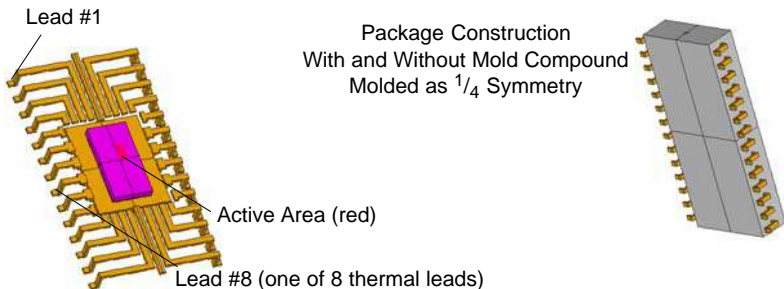 Lead #1
Package Construction
With and Without Mold Compound
Molded as 1/4 Symmetry
Active Area (red)
Lead #8 (one of 8 thermal leads)